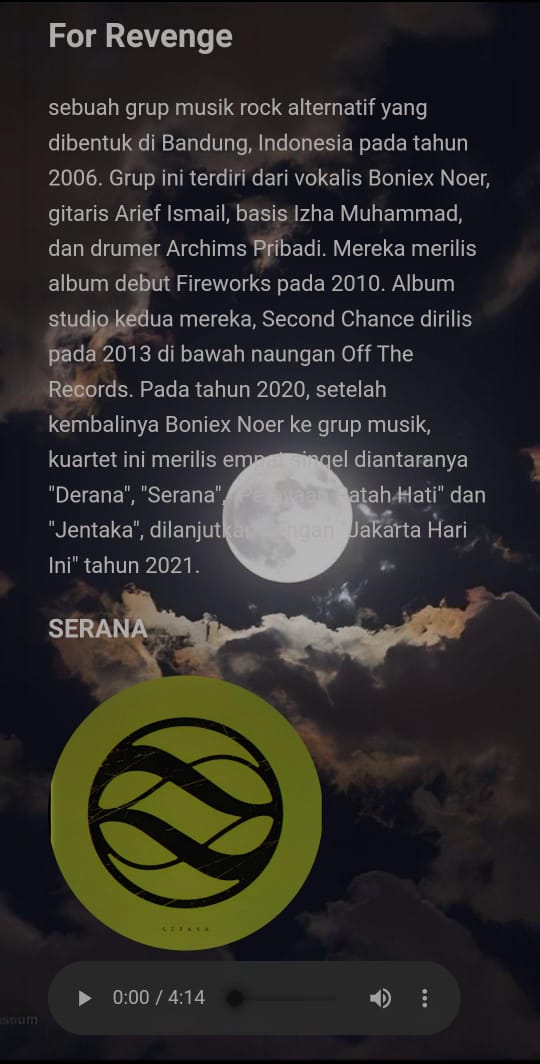 For Revenge
sebuah grup musik rock alternatif yang
dibentuk di Bandung, Indonesia pada tahun
2006. Grup ini terdiri dari vokalis Boniex Noer,
gitaris Arief Ismail, basis Izha Muhammad,
dan drumer Archims Pribadi. Mereka merilis
album debut Fireworks pada 2010. Album
studio kedua mereka, Second Chance dirilis
pada 2013 di bawah naungan Off The
Records. Pada tahun 2020, setelah
kembalinya Boniex Noer ke grup musik,
kuartet ini merilis empat singel diantaranya
"Derana", "Serana", "Perayaan Patah Hati" dan
"Jentaka", dilanjutkan dengan "Jakarta Hari
Ini" tahun 2021.
SERANA
0:00 / 4:14